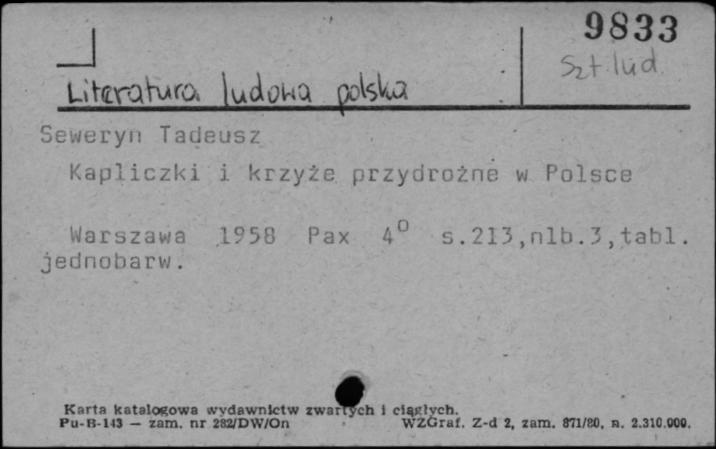 9833
Szt. lud.
Literatura ludowa polska
Seweryn Tadeusz
Kapliczki i krzyże przydrożne w Polsce
Warszawa 1958 Pax 4⁰ s.213,nlb.3,tabl.
jednobarw.
Karta katalogowa wydawnictw zwartych i ciągłych.
Pu-B-143 — zam. nr 282/DW/On WZGraf. Z-d 2, zam. 871/80, n. 2.310.000.